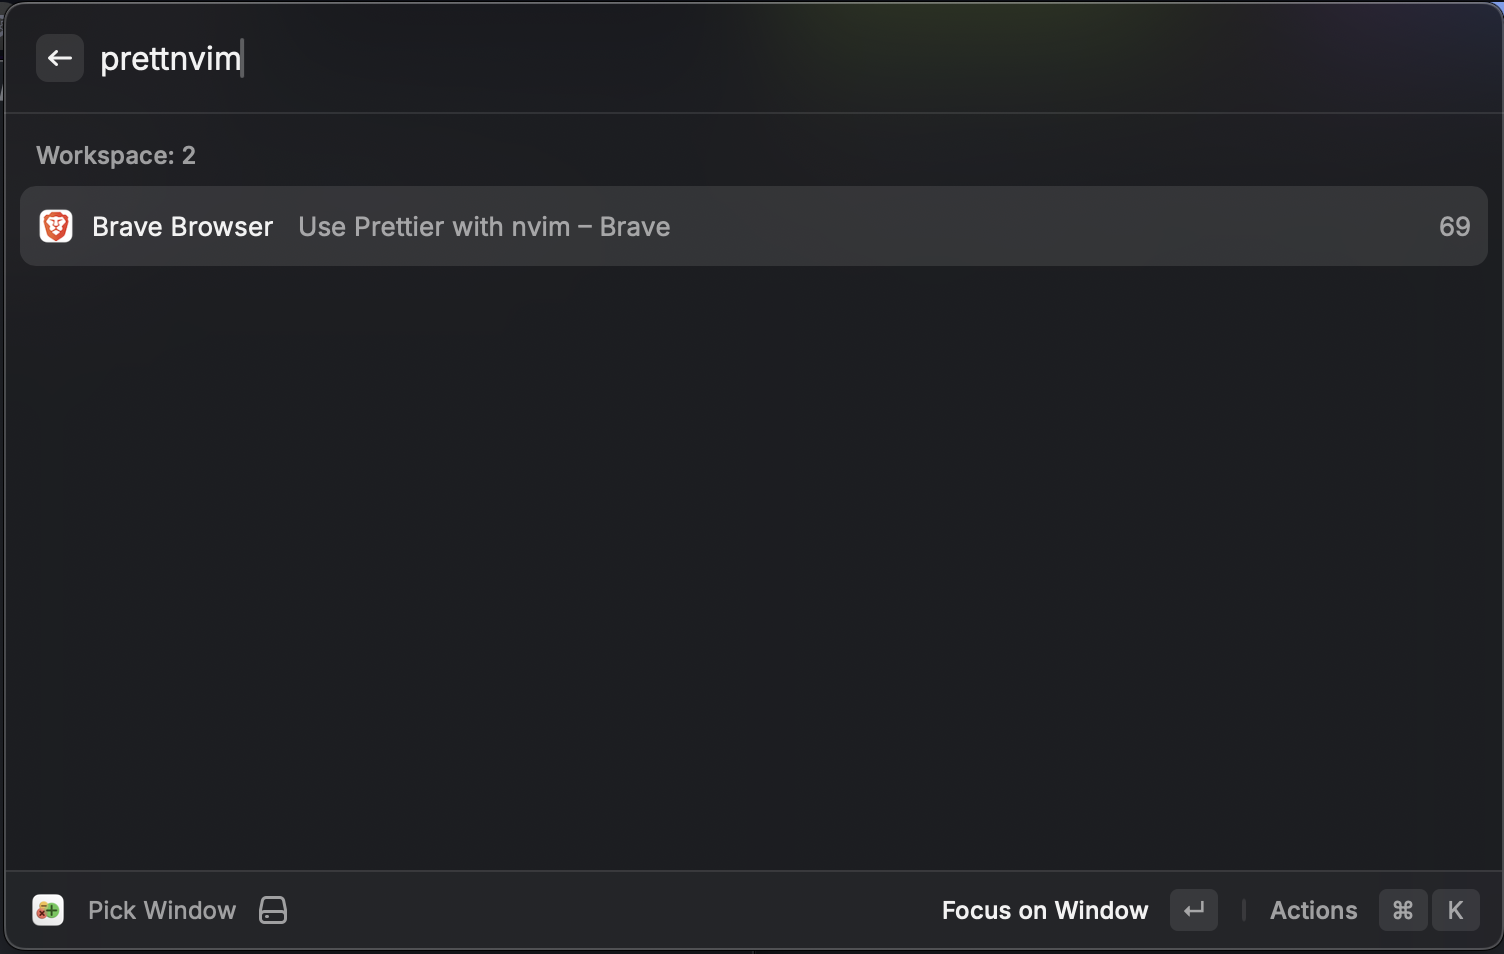 prettnvim
Workspace: 2
Brave Browser Use Prettier with nvim – Brave 69
Pick Window Focus on Window ↵ Actions ⌘ K